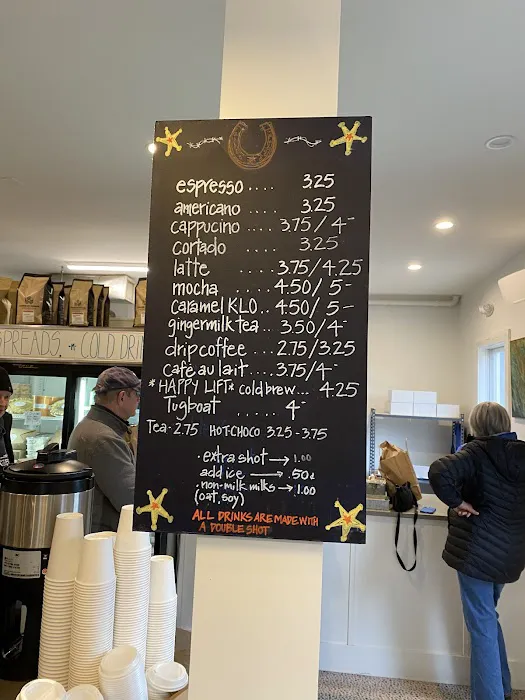 espresso .... 3.25
americano .... 3.25
cappucino .... 3.75 / 4-
cortado .... 3.25
latte .... 3.75/4.25
mocha .... 4.50/ 5-
caramel KLO .. 4.50/ 5-
gingermilk tea .. 3.50/4-
drip coffee .... 2.75/3.25
Café au lait .... 3.75/4-
*HAPPY LIFT* cold brew ... 4.25
Tugboat ..... 4-
Tea - 2.75 HOT-CHOCO 3.25 - 3.75
• extra shot → 1.00
add ice → .50¢
• non-milk milks → 1.00
(oat, soy)
ALL DRINKS ARE MADE WITH
A DOUBLE SHOT
SPREADS, * COLD DRI